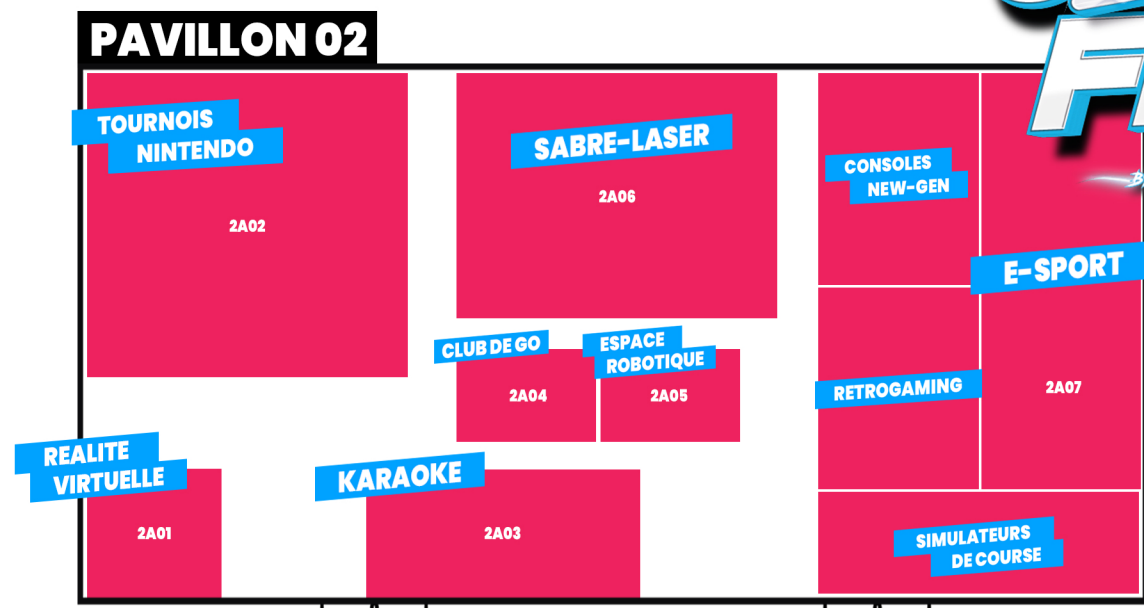 PAVILLON 02
TOURNOIS
NINTENDO
2A02
SABRE-LASER
2A06
CONSOLES
NEW-GEN
E-SPORT
2A07
CLUB DE GO
2A04
ESPACE
ROBOTIQUE
2A05
RETROGAMING
REALITE
VIRTUELLE
2A01
KARAOKE
2A03
SIMULATEURS
DE COURSE